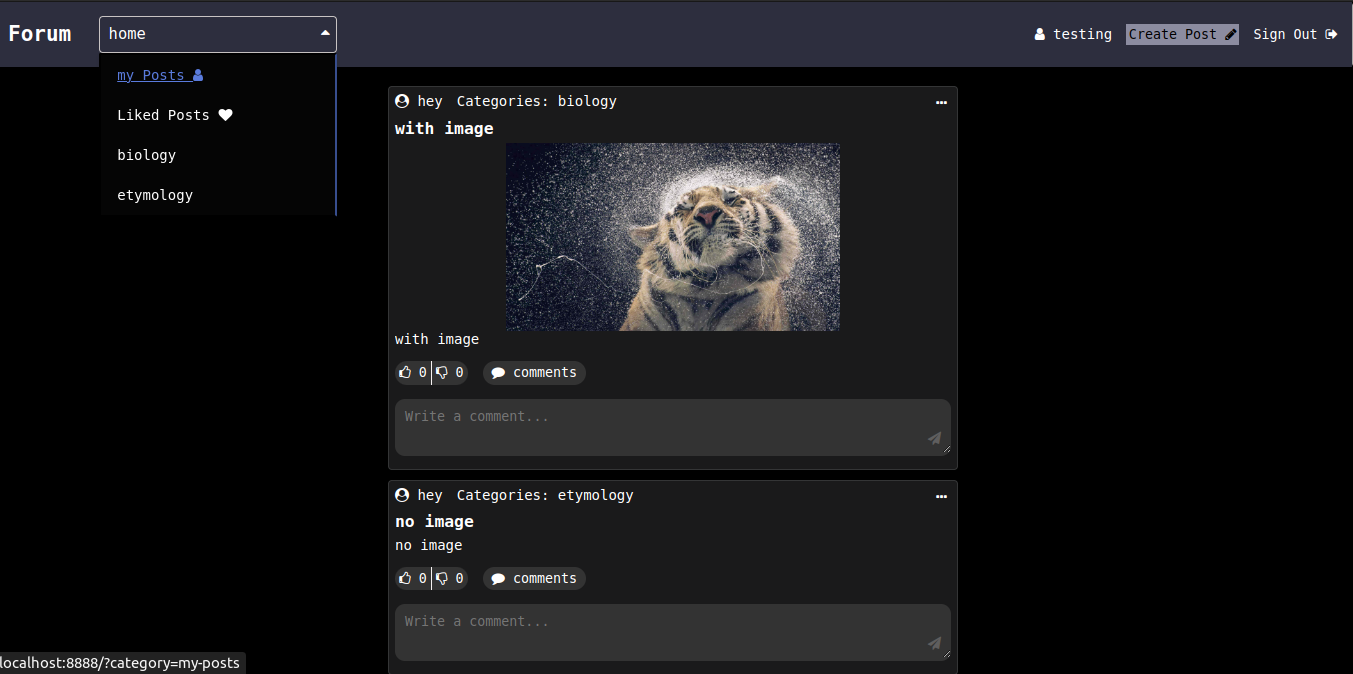 Forum home testing Create Post Sign Out
my Posts
Liked Posts
biology
etymology
hey Categories: biology
with image
with image
0 0 comments
Write a comment...
hey Categories: etymology
no image
no image
0 0 comments
Write a comment...
localhost:8888/?category=my-posts